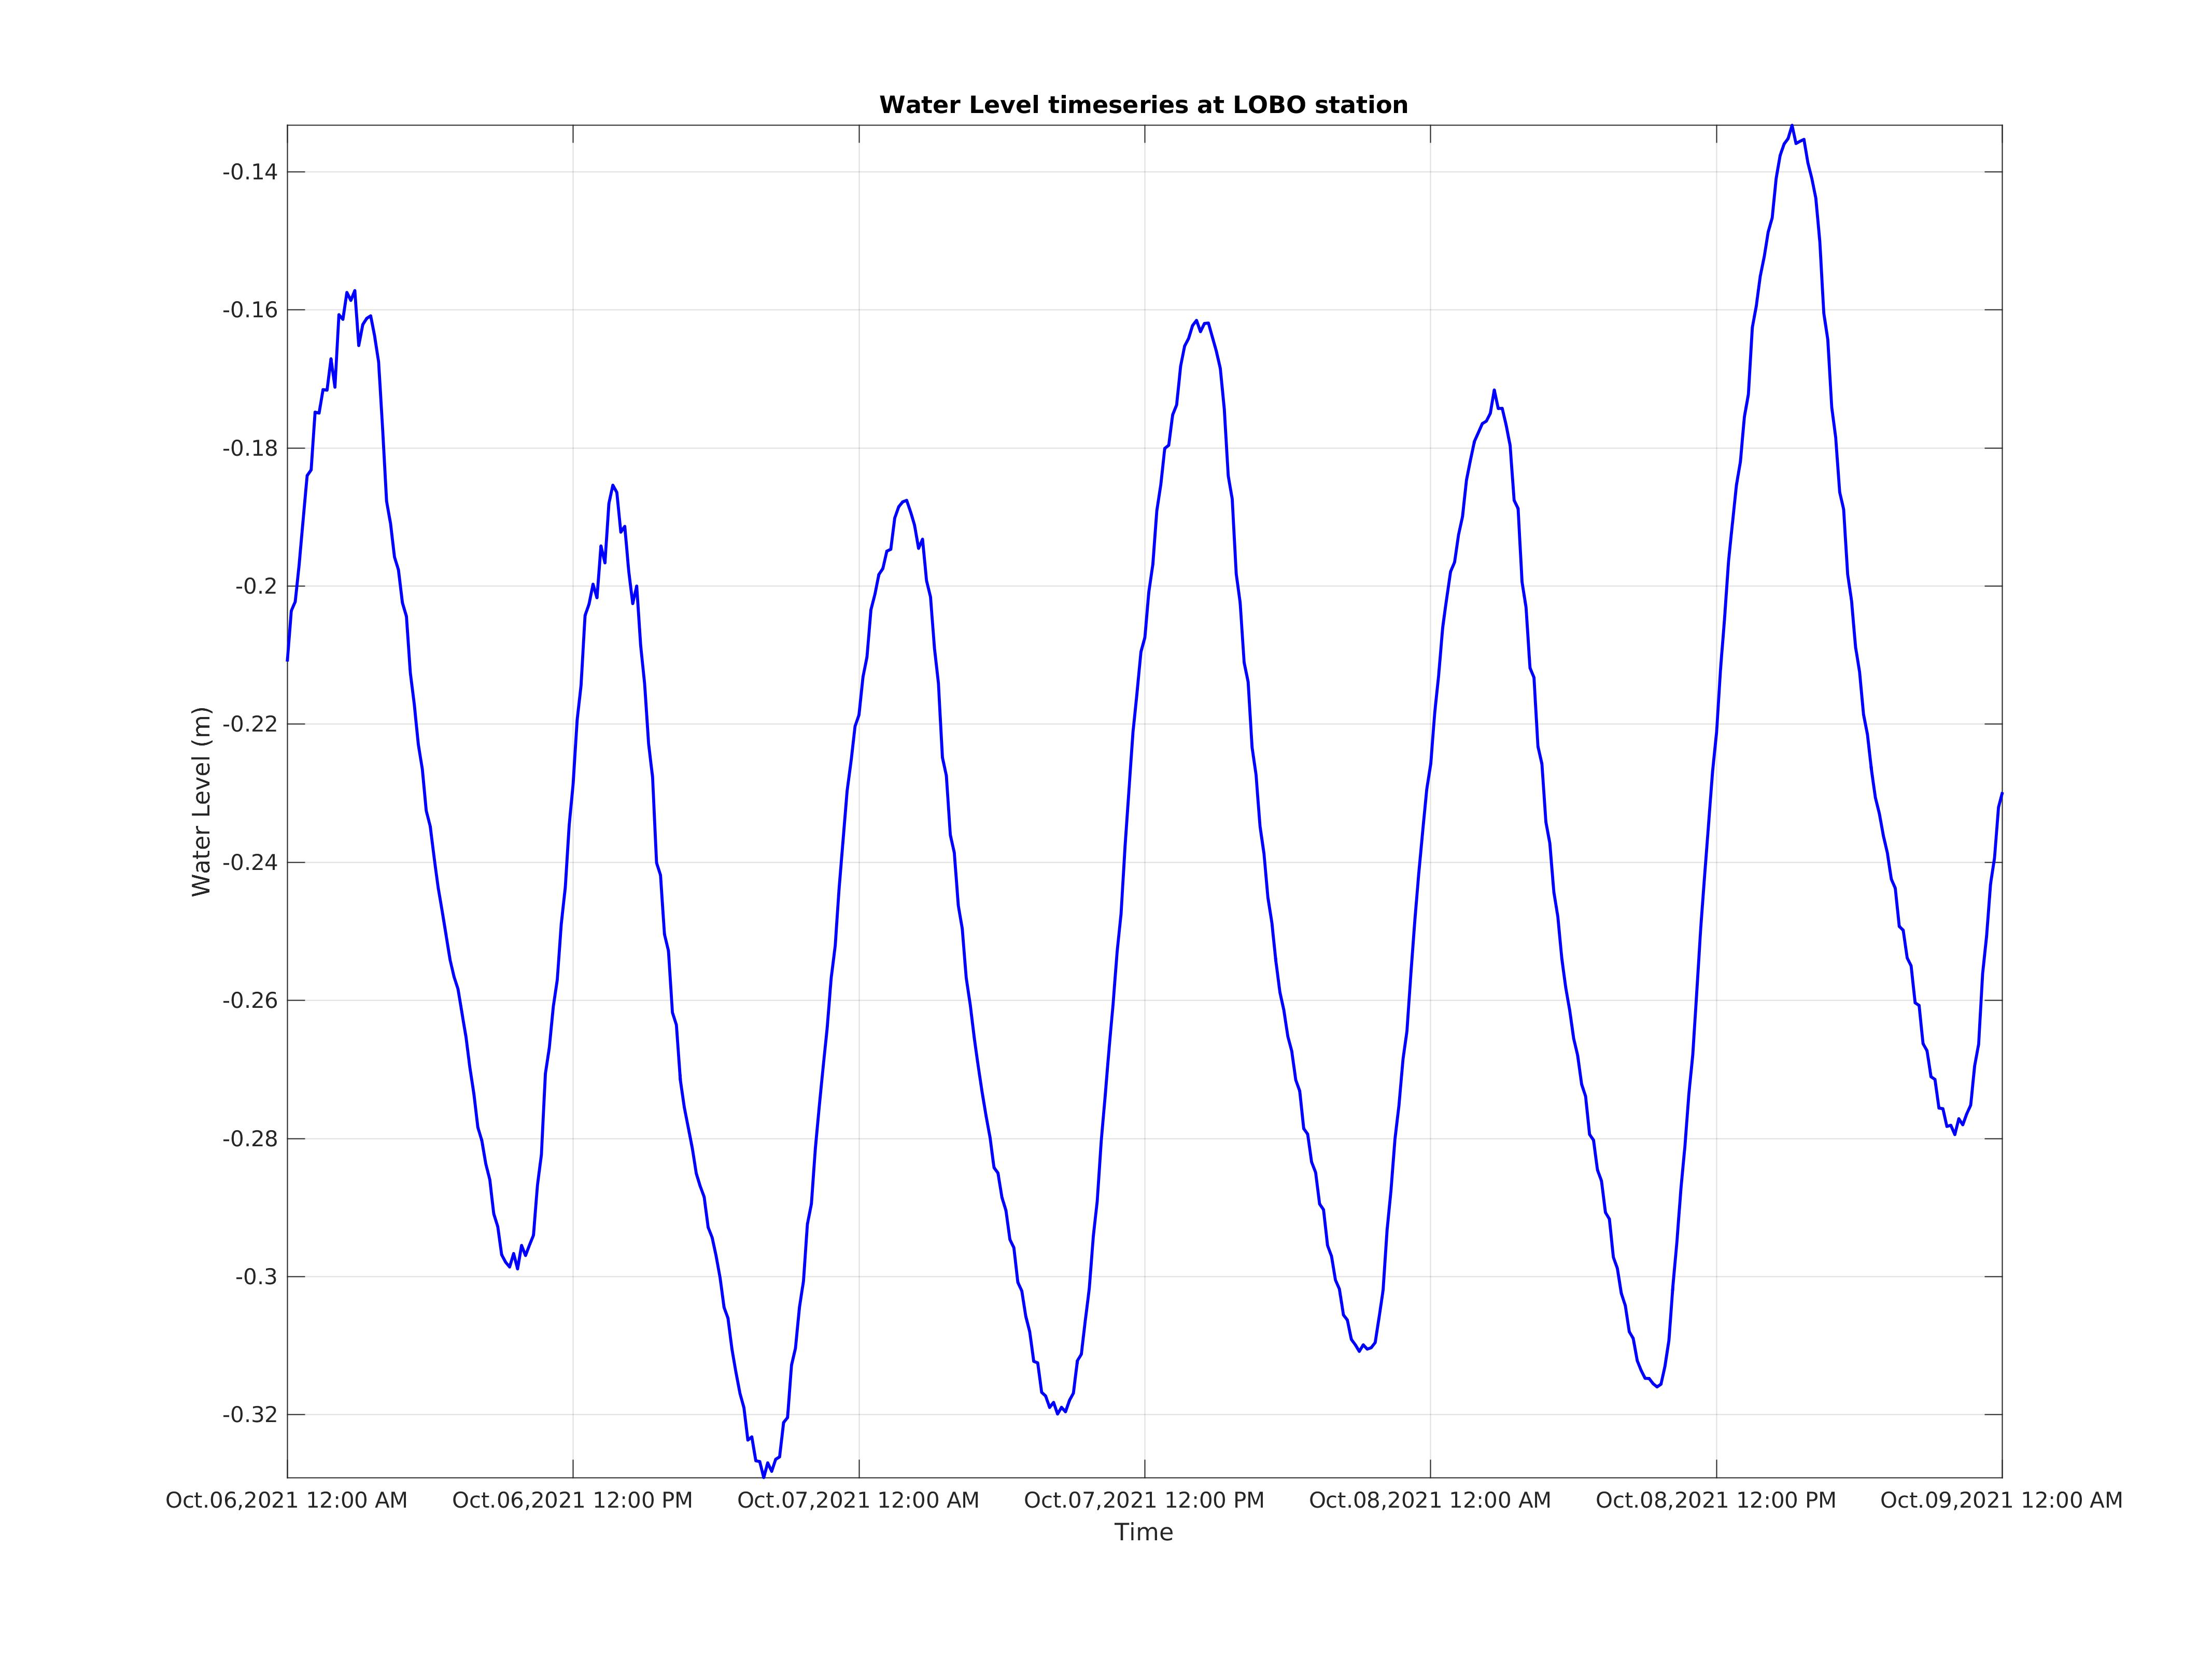 Water Level timeseries at LOBO station
-0.14
-0.16
-0.18
-0.2
-0.22
-0.24
-0.26
-0.28
-0.3
-0.32
Water Level (m)
Oct.06,2021 12:00 AM Oct.06,2021 12:00 PM Oct.07,2021 12:00 AM Oct.07,2021 12:00 PM Oct.08,2021 12:00 AM Oct.08,2021 12:00 PM Oct.09,2021 12:00 AM
Time